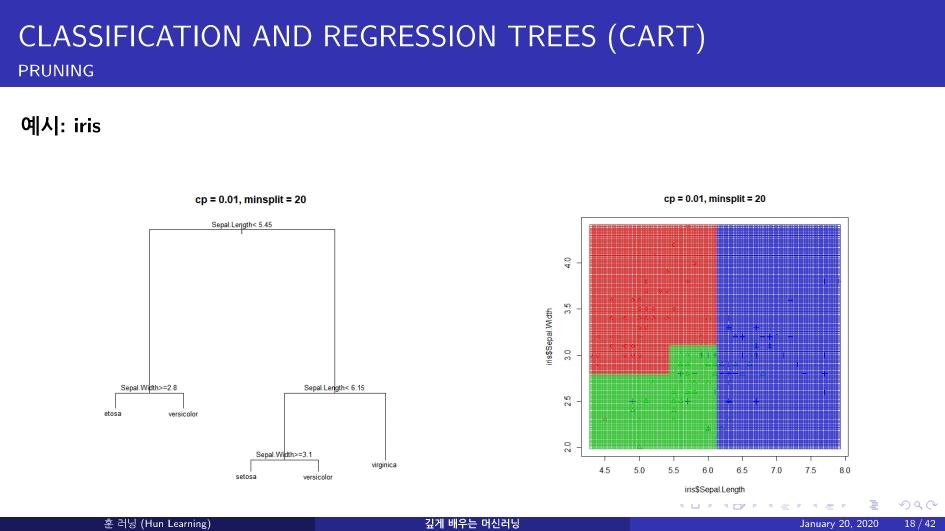 CLASSIFICATION AND REGRESSION TREES (CART)
PRUNING
예시: iris
cp = 0.01, minsplit = 20
Sepal.Length< 5.45
Sepal.Width>=2.8
Sepal.Length< 6.15
etosa
versicolor
Sepal.Width>=3.1
virginica
setosa
versicolor
cp = 0.01, minsplit = 20
iris$Sepal.Width
4.0
3.5
3.0
2.5
2.0
4.5 5.0 5.5 6.0 6.5 7.0 7.5 8.0
iris$Sepal.Length
훈 러닝 (Hun Learning) 깊게 배우는 머신러닝 January 20, 2020 18 / 42